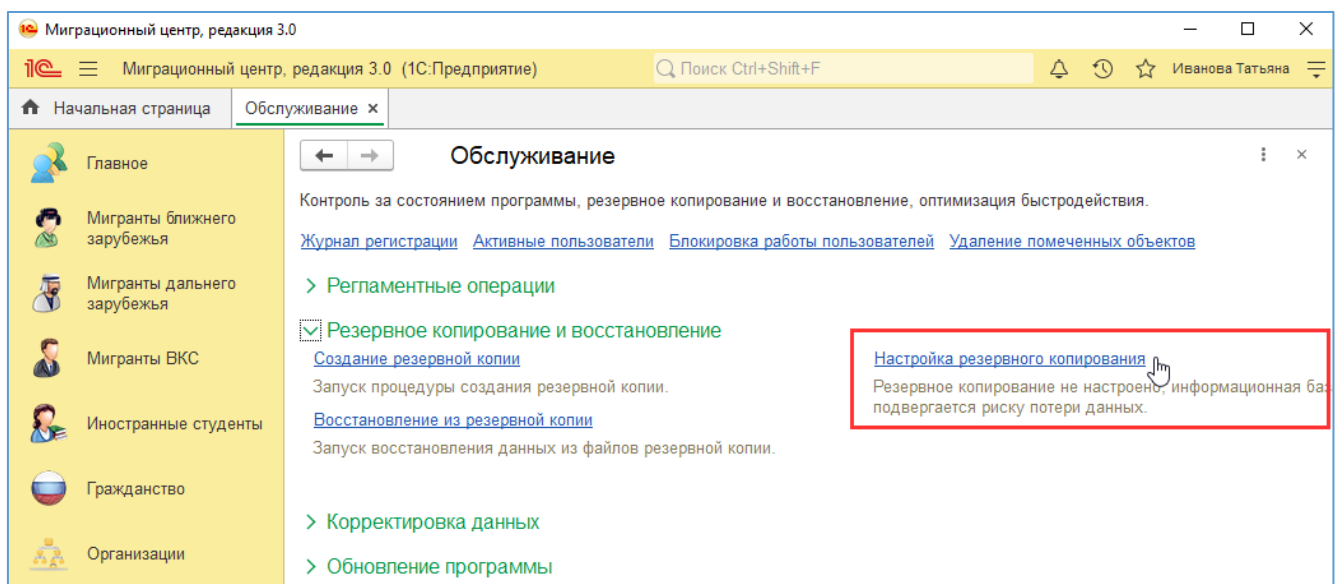 Миграционный центр, редакция 3.0
1С Миграционный центр, редакция 3.0 (1С:Предприятие) Поиск Ctrl+Shift+F Иванова Татьяна
Начальная страница Обслуживание ×
Главное
Мигранты ближнего
зарубежья
Мигранты дальнего
зарубежья
Мигранты ВКС
Иностранные студенты
Гражданство
Организации
Обслуживание
Контроль за состоянием программы, резервное копирование и восстановление, оптимизация быстродействия.
Журнал регистрации Активные пользователи Блокировка работы пользователей Удаление помеченных объектов
Регламентные операции
Резервное копирование и восстановление
Создание резервной копии
Запуск процедуры создания резервной копии.
Восстановление из резервной копии
Запуск восстановления данных из файлов резервной копии.
Настройка резервного копирования
Резервное копирование не настроено, информационная баз
подвергается риску потери данных.
Корректировка данных
Обновление программы